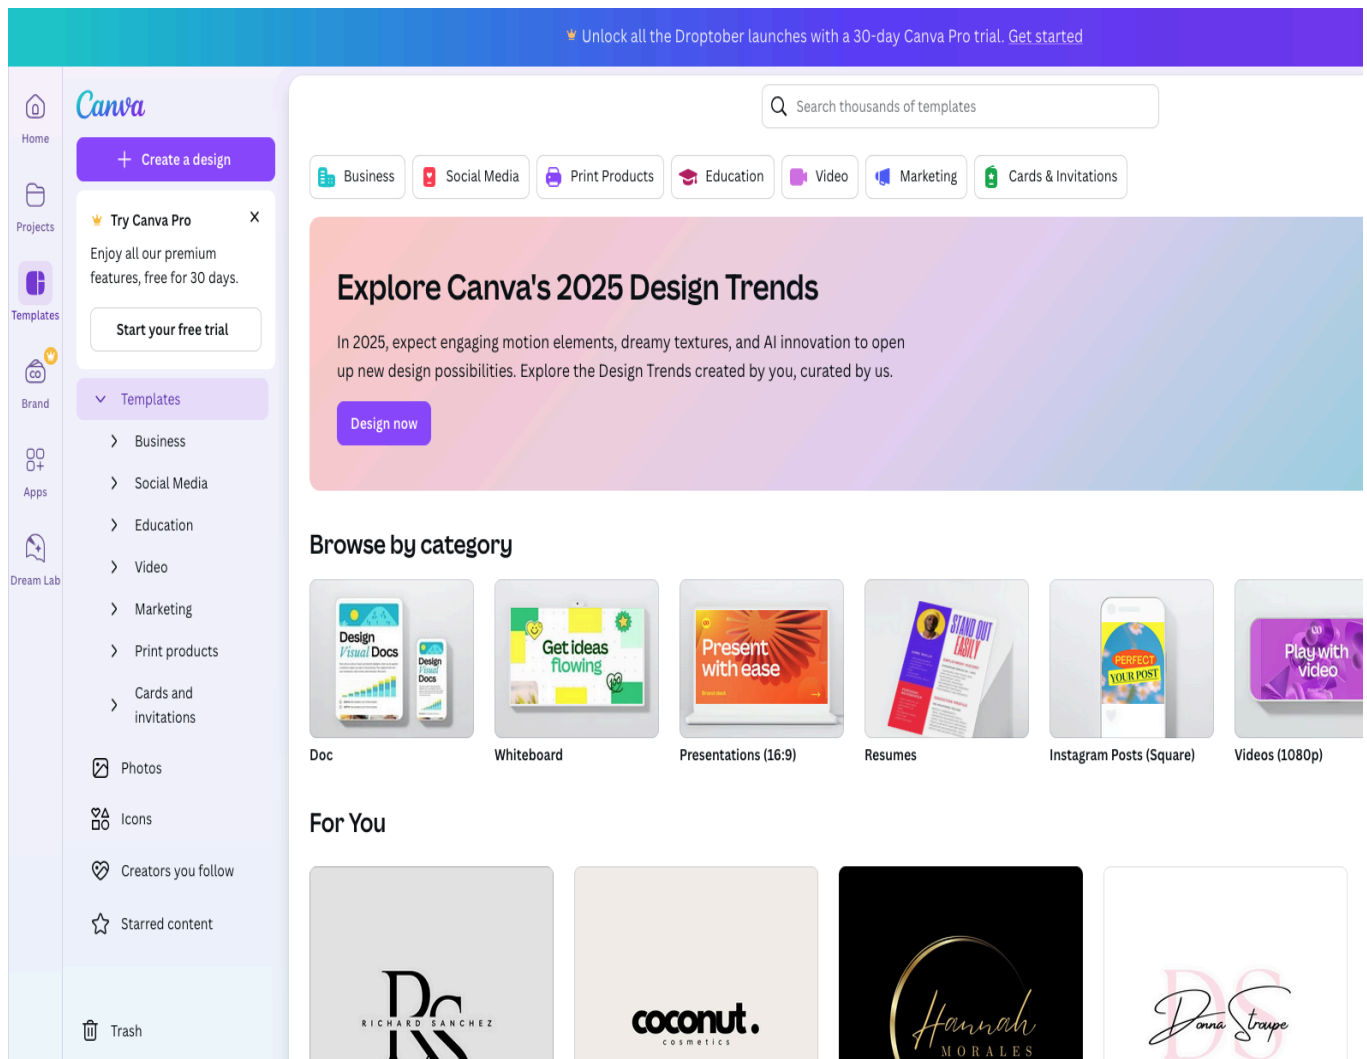 Unlock all the Droptober launches with a 30-day Canva Pro trial. Get started
Home
Projects
Templates
Brand
Apps
Dream Lab
Canva
Create a design
Try Canva Pro
X
Enjoy all our premium
features, free for 30 days.
Start your free trial
Templates
Business
Social Media
Education
Video
Marketing
Print products
Cards and
invitations
Photos
Icons
Creators you follow
Starred content
Trash
Search thousands of templates
Business
Social Media
Print Products
Education
Video
Marketing
Cards & Invitations
Explore Canva's 2025 Design Trends
In 2025, expect engaging motion elements, dreamy textures, and AI innovation to open
up new design possibilities. Explore the Design Trends created by you, curated by us.
Design now
Browse by category
Design
Visual Docs
Design
Visual
Docs
Doc
Get ideas
flowing
Whiteboard
Present
with ease
Presentations (16:9)
STAND OUT
EASILY
Resumes
PERFECT
YOUR POST
Instagram Posts (Square)
Play with
video
Videos (1080p)
For You
RS
RICHARD SANCHEZ
coconut.
cosmetics
Hannah
MORALES
DS
Donna Stroupe